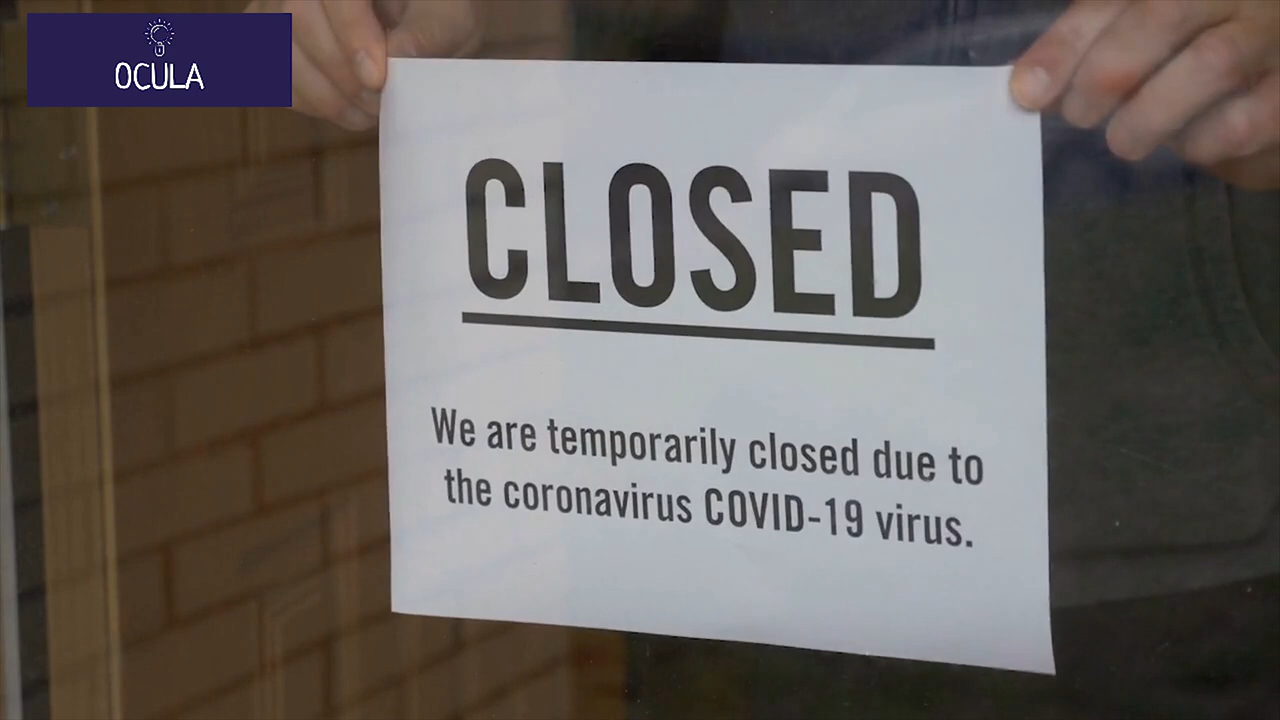 OCULA
CLOSED
We are temporarily closed due to
the coronavirus COVID-19 virus.